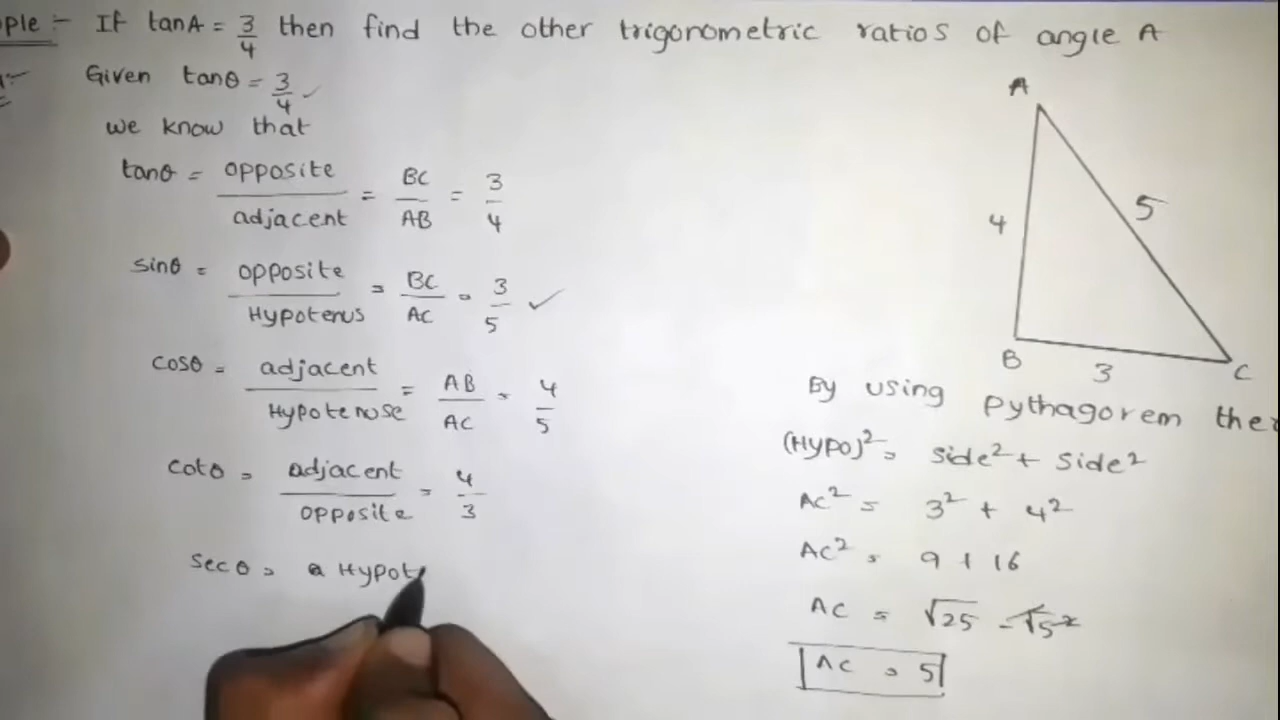 ple :- If tanA = 3/4 then find the other trigonometric ratios of angle A
Given tanθ = 3/4 ✓
we know that
tanθ = opposite/adjacent = BC/AB = 3/4
sinθ = opposite/Hypotenus = BC/AC = 3/5 ✓
cosθ = adjacent/Hypotenose = AB/AC = 4/5
cotθ = adjacent/opposite = 4/3
secθ = Hypot
A
4
5
B
3
C
By using pythagorem the
(Hypo)² = side² + side²
AC² = 3² + 4²
AC² = 9 + 16
AC = √25 = √5²
AC = 5